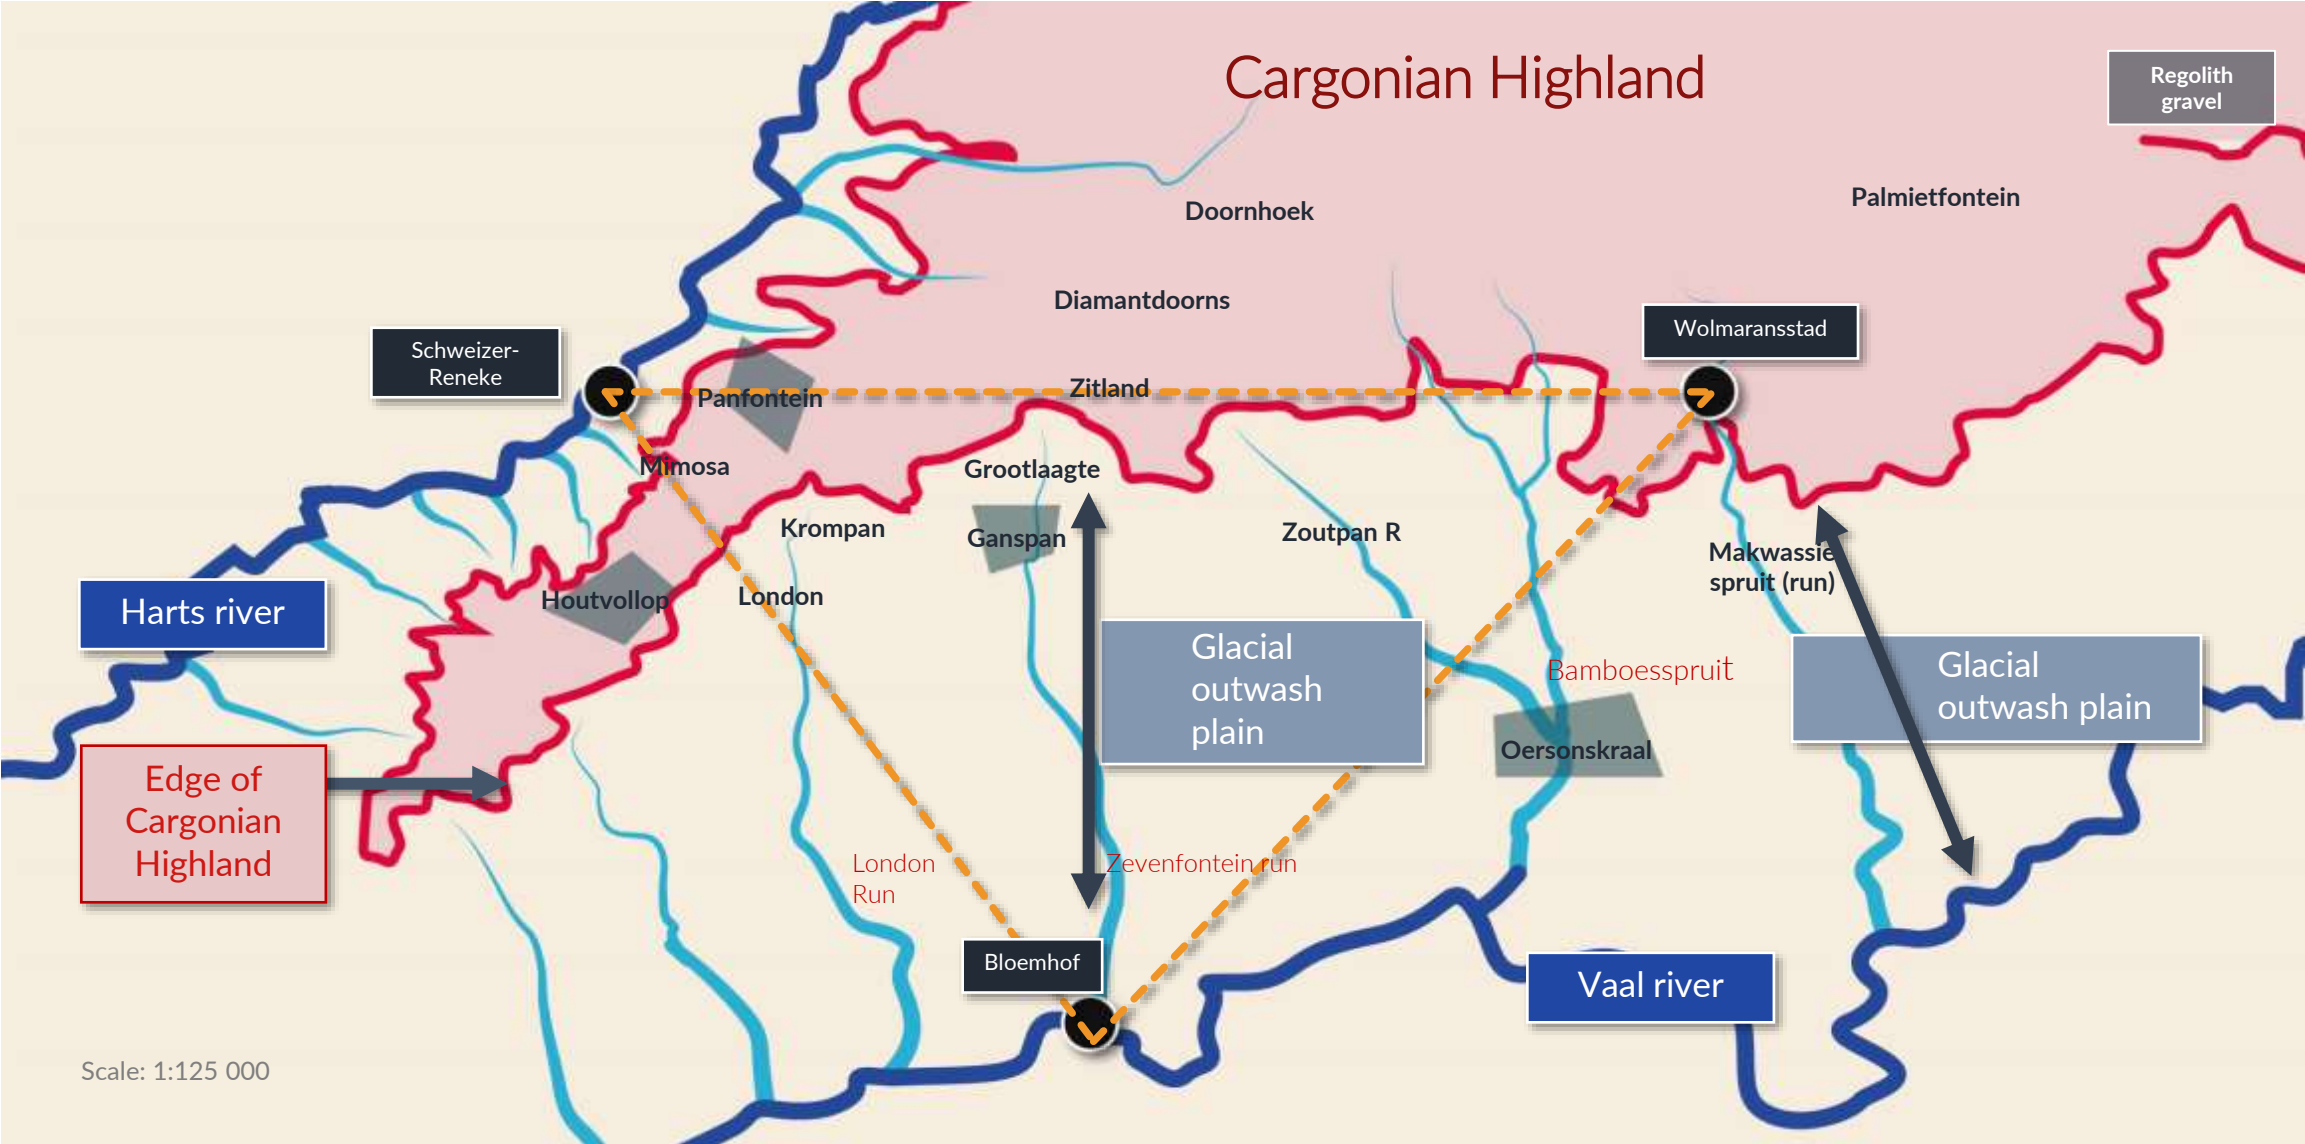 Cargonian Highland
Regolith
gravel
Palmietfontein
Doornhoek
Diamantdoorns
Wolmaransstad
Schweizer-
Reneke
Zitland
Panfontein
Mimosa
Grootlaagte
Krompan
Ganspan
Zoutpan R
Makwassie
spruit (run)
London
Houtvollop
Harts river
Glacial
outwash
plain
Bamboesspruit
Glacial
outwash plain
Oersonskraal
Edge of
Cargonian
Highland
London
Run
Zevenfontein run
Bloemhof
Vaal river
Scale: 1:125 000